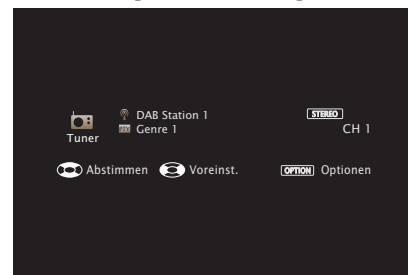 DAB Station 1
STEREO
Genre 1
CH 1
Tuner
Abstimmen Voreinst. OPTION Optionen